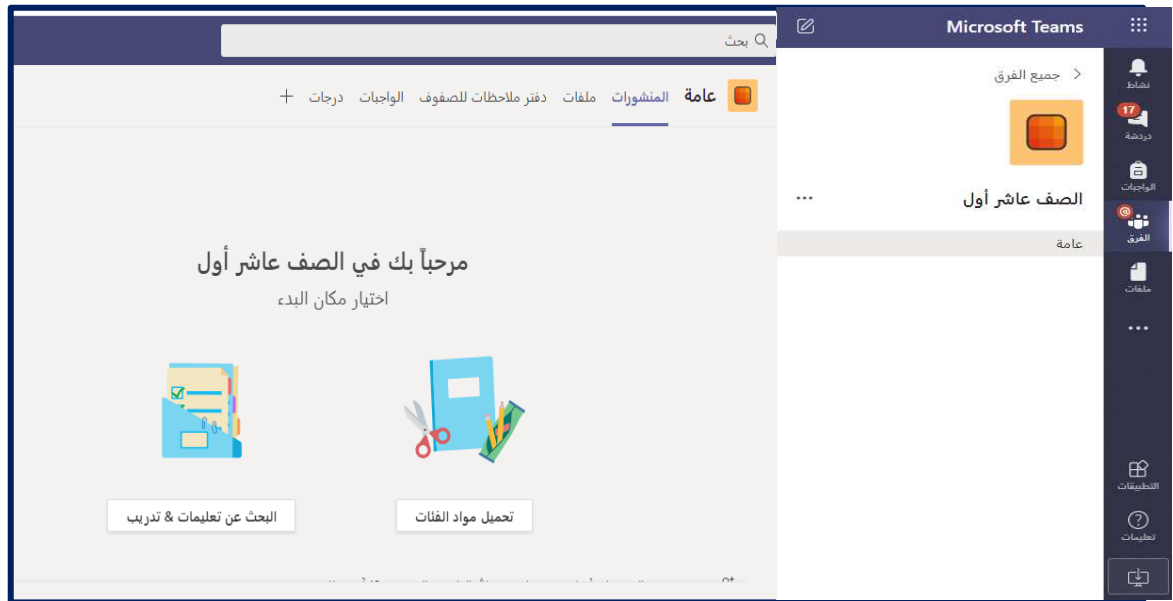 Microsoft Teams
بحث
نشاط
17
دردشة
الواجبات
الفرق
ملفات
التطبيقات
تعليمات
جميع الفرق
الصف عاشر أول
عامة
عامة المنشورات ملفات دفتر ملاحظات للصفوف الواجبات درجات +
مرحباً بك في الصف عاشر أول
اختيار مكان البدء
تحميل مواد الفئات
البحث عن تعليمات & تدريب